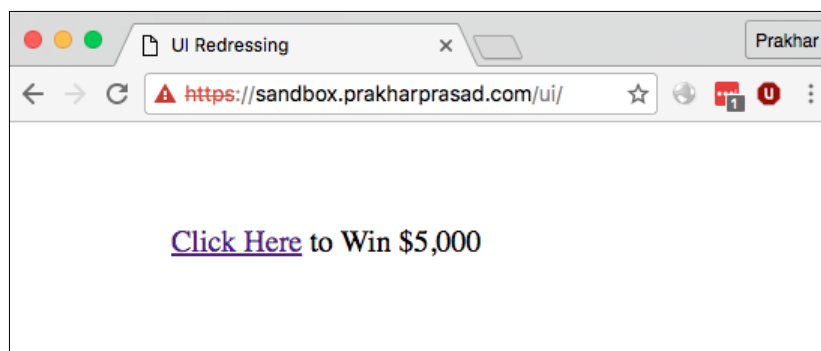 UI Redressing
Prakhar
https://sandbox.prakharprasad.com/ui/
1
Click Here to Win $5,000